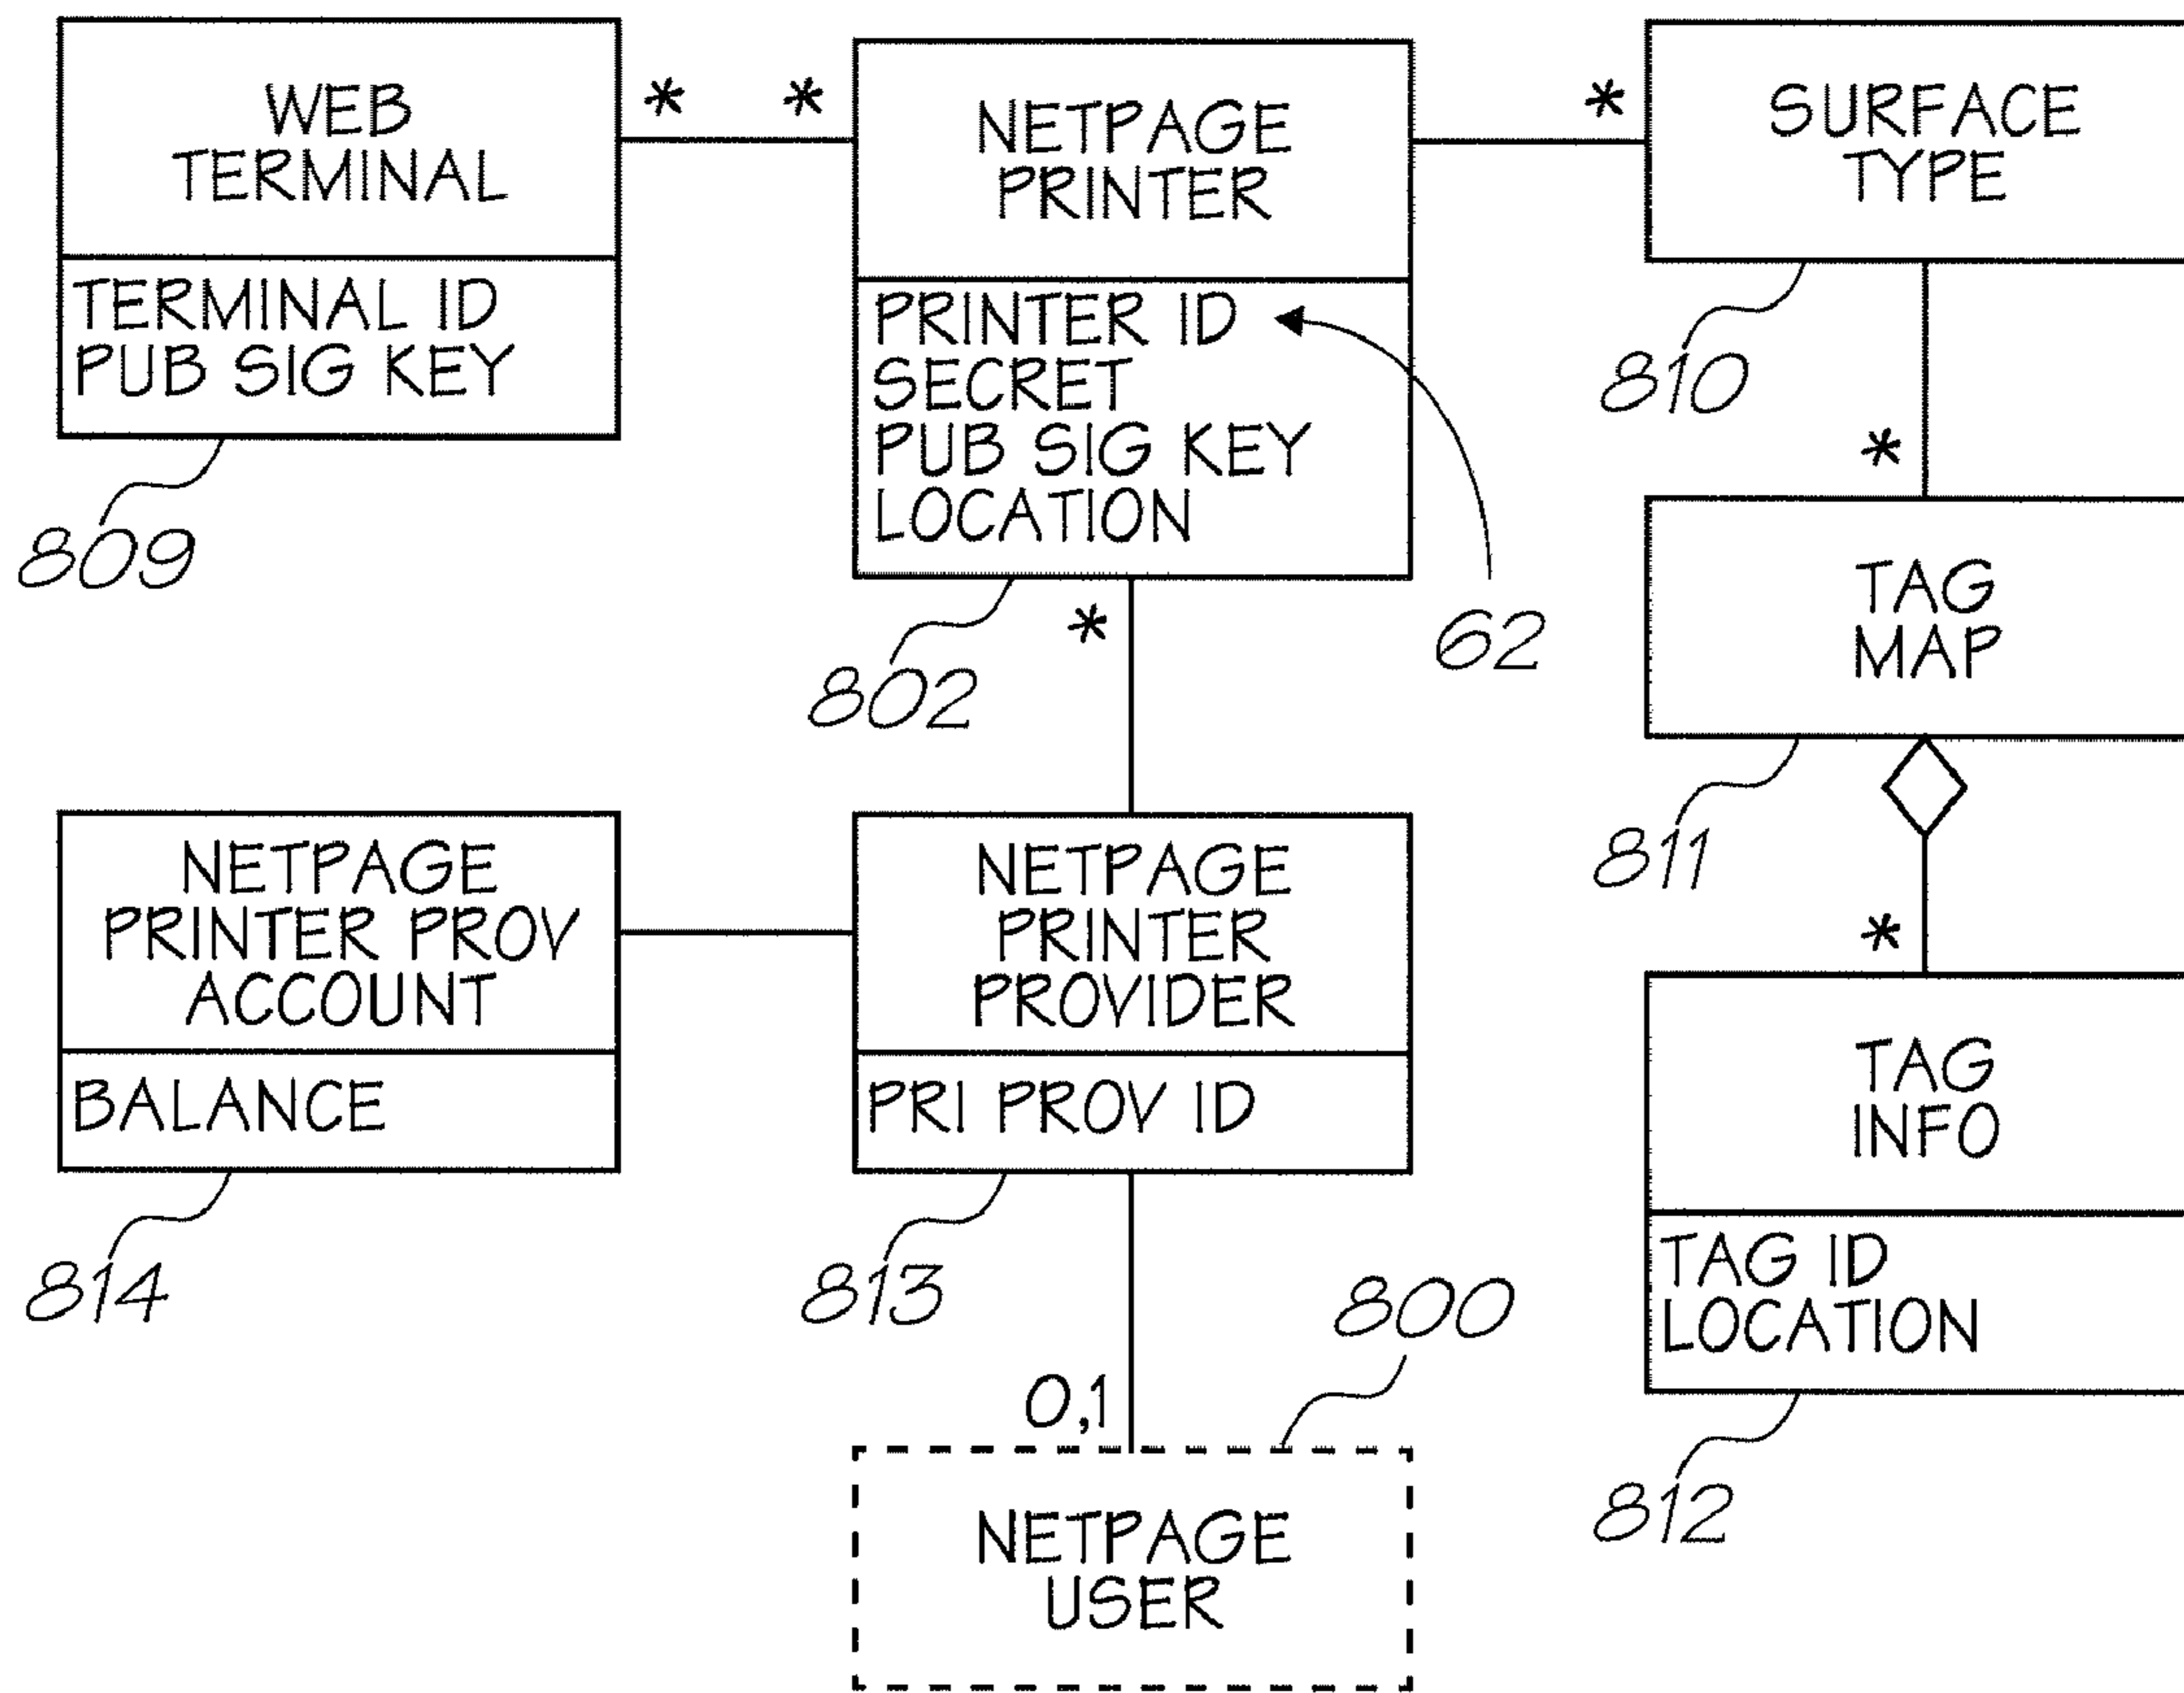 WEB
TERMINAL
* *
TERMINAL ID
PUB SIG KEY
809
NETPAGE
PRINTER
*
PRINTER ID
SECRET
PUB SIG KEY
LOCATION
62
802
*
SURFACE
TYPE
810
*
TAG
MAP
811
*
NETPAGE
PRINTER PROV
ACCOUNT
BALANCE
814
NETPAGE
PRINTER
PROVIDER
PRI PROV ID
813
0,1
800
NETPAGE
USER
TAG
INFO
TAG ID
LOCATION
812